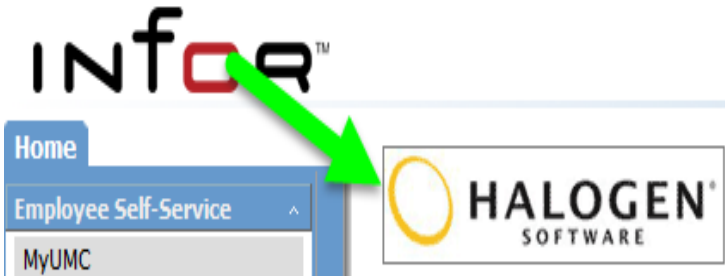 INFOR™
Home
HALOGEN®
SOFTWARE
Employee Self-Service ^
MyUMC